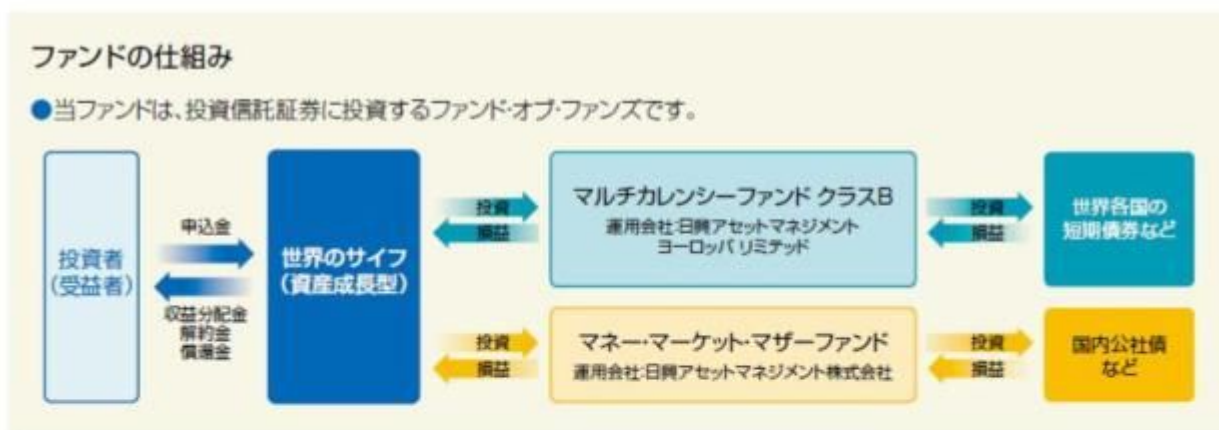 ファンドの仕組み
●当ファンドは、投資信託証券に投資するファンド・オブ・ファンズです。
投資者
(受益者)
申込金
収益分配金
解約金
償還金
世界のサイフ
(資産成長型)
投資
損益
マルチカレンシーファンド クラスB
運用会社:日興アセットマネジメント
ヨーロッパ リミテッド
投資
損益
世界各国の
短期債券など
投資
損益
マネー・マーケット・マザーファンド
運用会社:日興アセットマネジメント株式会社
投資
損益
国内公社債
など